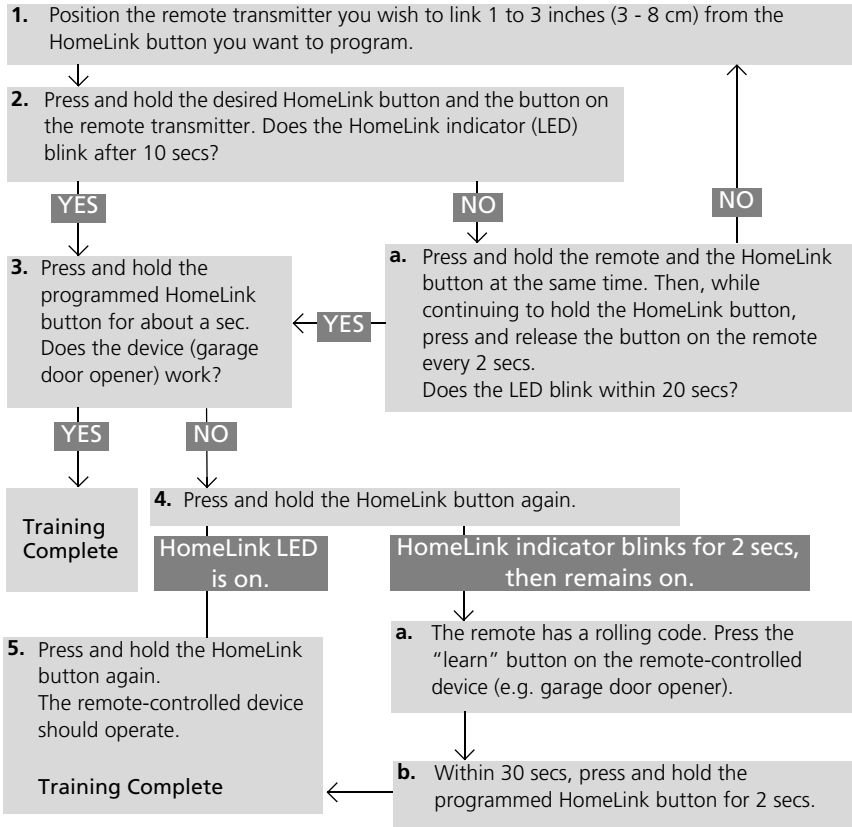 1. Position the remote transmitter you wish to link 1 to 3 inches (3 - 8 cm) from the
HomeLink button you want to program.
2. Press and hold the desired HomeLink button and the button on
the remote transmitter. Does the HomeLink indicator (LED)
blink after 10 secs?
YES
NO
NO
3. Press and hold the
programmed HomeLink
button for about a sec.
Does the device (garage
door opener) work?
a. Press and hold the remote and the HomeLink
button at the same time. Then, while
continuing to hold the HomeLink button,
press and release the button on the remote
every 2 secs.
Does the LED blink within 20 secs?
YES
YES
NO
Training
Complete
4. Press and hold the HomeLink button again.
HomeLink LED
is on.
HomeLink indicator blinks for 2 secs,
then remains on.
a. The remote has a rolling code. Press the
“learn” button on the remote-controlled
device (e.g. garage door opener).
5. Press and hold the HomeLink
button again.
The remote-controlled device
should operate.
Training Complete
b. Within 30 secs, press and hold the
programmed HomeLink button for 2 secs.